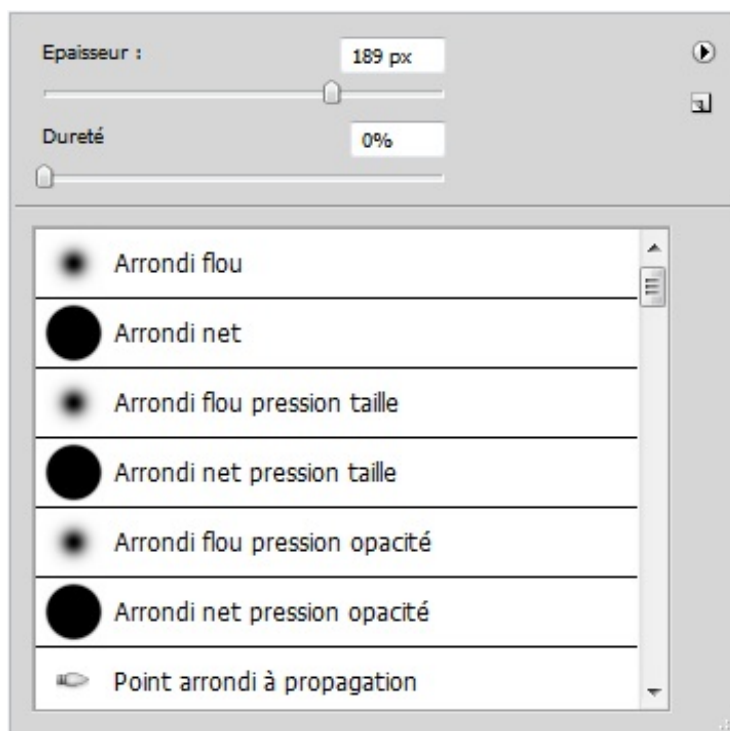 Epaisseur :
189 px
Dureté
0%
Arrondi flou
Arrondi net
Arrondi flou pression taille
Arrondi net pression taille
Arrondi flou pression opacité
Arrondi net pression opacité
Point arrondi à propagation